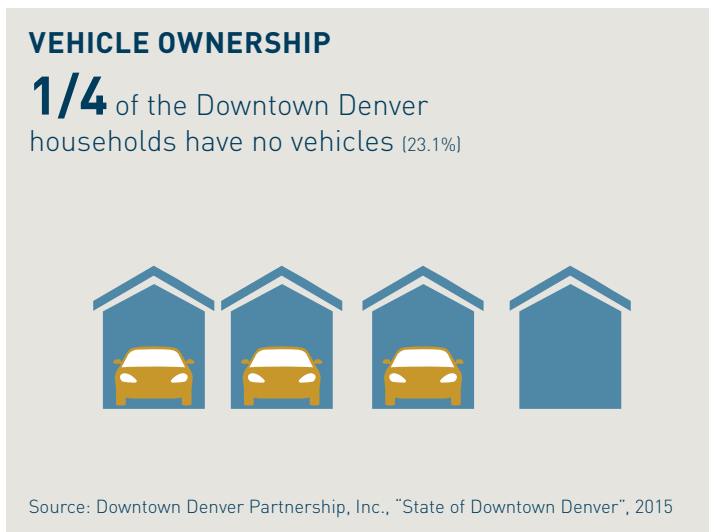 VEHICLE OWNERSHIP
1/4 of the Downtown Denver
households have no vehicles (23.1%)
Source: Downtown Denver Partnership, Inc., “State of Downtown Denver”, 2015